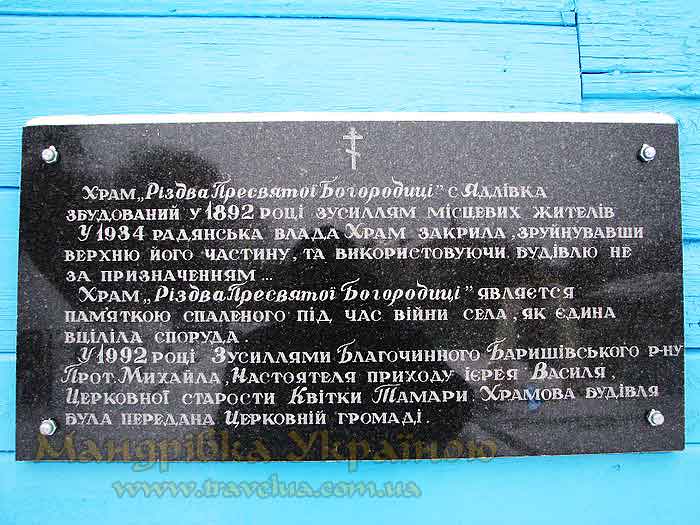 Храм „Різдва Пресвятої Богородиці" с Ядлівка
збудований у 1892 році зусиллям місцевих жителів
У 1934 радянська влада Храм закрила, зруйнувавши
верхню його частину, та використовуючи будівлю не
за призначенням ...
Храм „Різдва Пресвятої Богородиці" является
пам'яткою спаленого під час війни села, як єдина
вціліла споруда.
У 1992 році Зусиллями Благочинного Баришівського р-ну
Прот. Михайла, Настоятеля приходу ієрея Василя,
Церковної старости Квітки Тамари Храмова будівля
була передана Церковній громаді.
Мандрівка Україною
www.travelua.com.ua